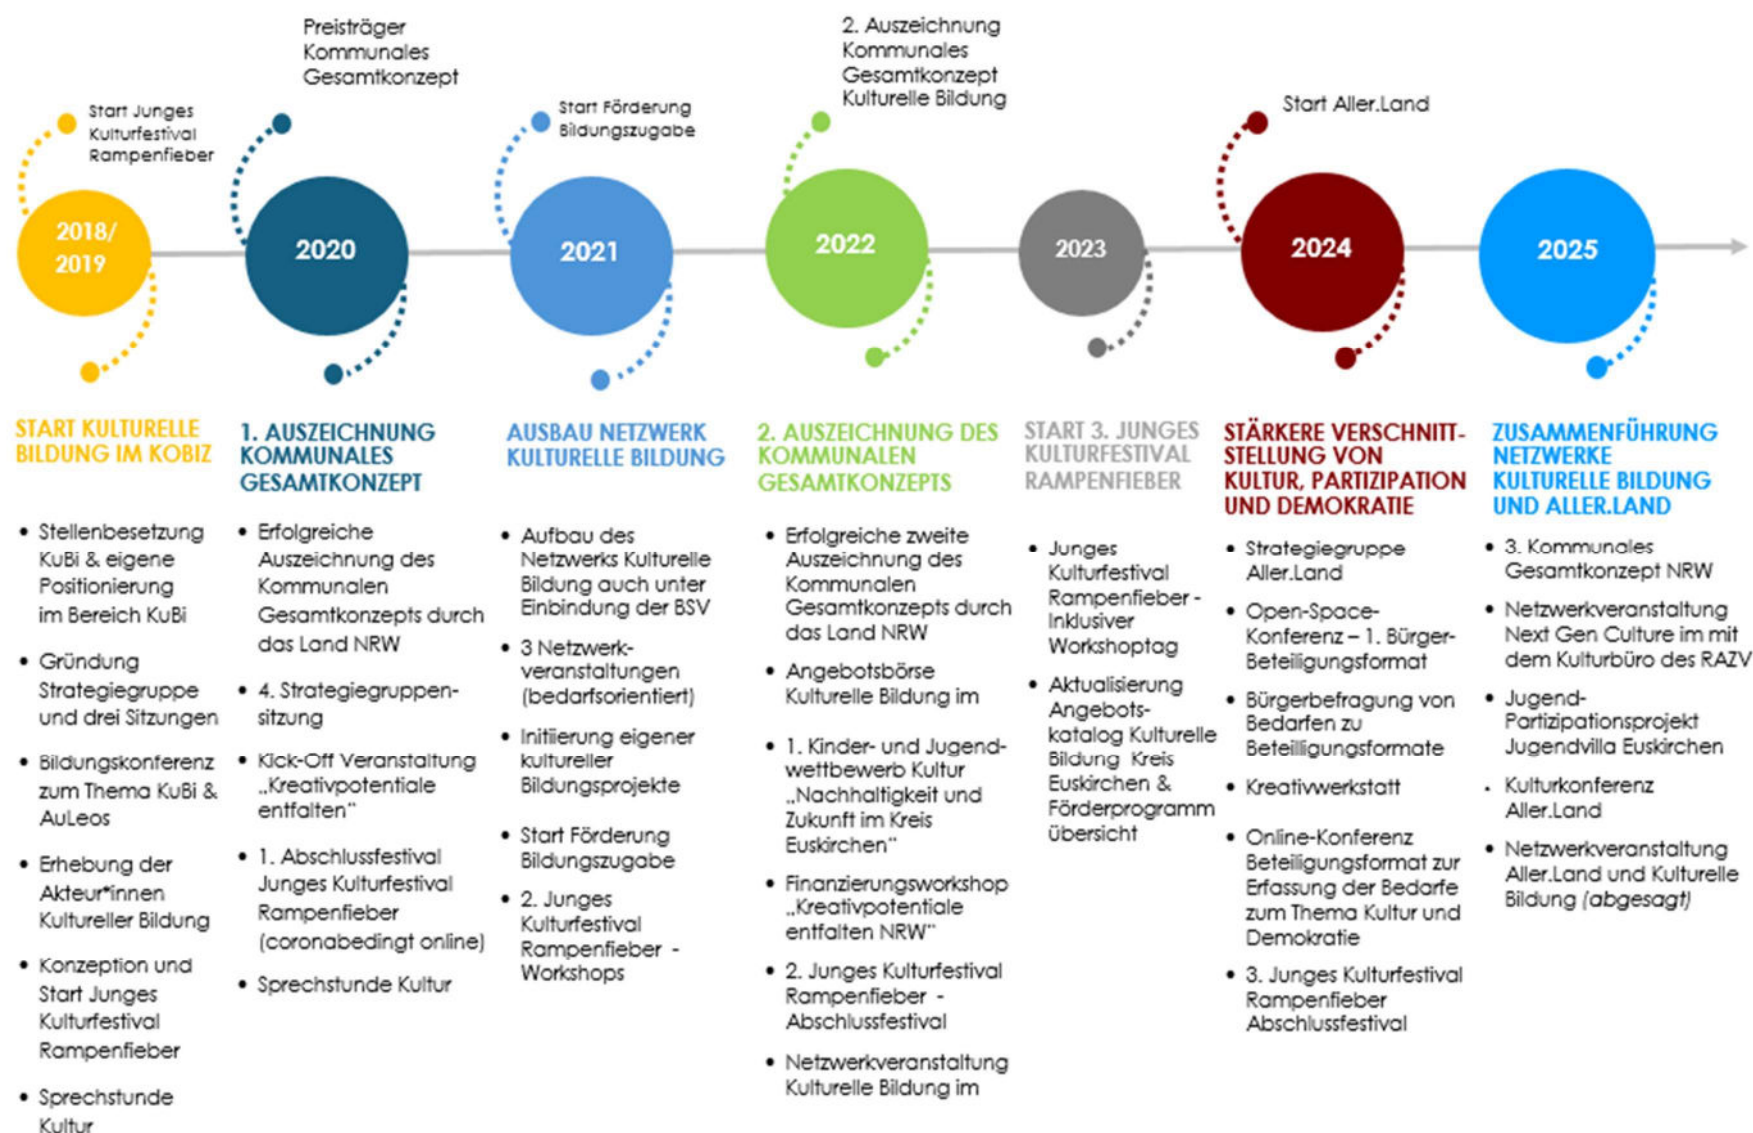 Preisträger
Kommunales
Gesamtkonzept
2. Auszeichnung
Kommunales
Gesamtkonzept
Kulturelle Bildung
Start Junges
Kulturfestival
Rampenfieber
Start Förderung
Bildungszugabe
Start Aller.Land
2018/
2019
2020
2021
2022
2023
2024
2025
START KULTURELLE
BILDUNG IM KOBIZ
• Stellenbesetzung
KuBi & eigene
Positionierung
im Bereich KuBi
• Gründung
Strategiegruppe
und drei Sitzungen
• Bildungskonferenz
zum Thema KuBi &
AuLeos
• Erhebung der
Akteur*innen
Kultureller Bildung
• Konzeption und
Start Junges
Kulturfestival
Rampenfieber
• Sprechstunde
Kultur
1. AUSZEICHNUNG
KOMMUNALES
GESAMTKONZEPT
• Erfolgreiche
Auszeichnung des
Kommunalen
Gesamtkonzepts durch
das Land NRW
• 4. Strategiegruppen-
sitzung
• Kick-Off Veranstaltung
„Kreativpotentiale
entfalten“
• 1. Abschlussfestival
Junges Kulturfestival
Rampenfieber
(coronabedingt online)
• Sprechstunde Kultur
AUSBAU NETZWERK
KULTURELLE BILDUNG
• Aufbau des
Netzwerks Kulturelle
Bildung auch unter
Einbindung der BSV
• 3 Netzwerk-
veranstaltungen
(bedarfsorientiert)
• Initiierung eigener
kultureller
Bildungsprojekte
• Start Förderung
Bildungszugabe
• 2. Junges
Kulturfestival
Rampenfieber -
Workshops
2. AUSZEICHNUNG DES
KOMMUNALEN
GESAMTKONZEPTS
• Erfolgreiche zweite
Auszeichnung des
Kommunalen
Gesamtkonzepts durch
das Land NRW
• Angebotsbörse
Kulturelle Bildung im
• 1. Kinder- und Jugend-
wettbewerb Kultur
„Nachhaltigkeit und
Zukunft im Kreis
Euskirchen“
• Finanzierungsworkshop
„Kreativpotentiale
entfalten NRW“
• 2. Junges Kulturfestival
Rampenfieber -
Abschlussfestival
• Netzwerkveranstaltung
Kulturelle Bildung im
START 3. JUNGES
KULTURFESTIVAL
RAMPENFIEBER
• Junges
Kulturfestival
Rampenfieber -
Inklusiver
Workshoptag
• Aktualisierung
Angebots-
katalog Kulturelle
Bildung Kreis
Euskirchen &
Förderprogramm
übersicht
STÄRKERE VERSCHNITT-
STELLUNG VON
KULTUR, PARTIZIPATION
UND DEMOKRATIE
• Strategiegruppe
Aller.Land
• Open-Space-
Konferenz – 1. Bürger-
Beteiligungsformat
• Bürgerbefragung von
Bedarfen zu
Beteilligungsformate
• Kreativwerkstatt
• Online-Konferenz
Beteiligungsformat zur
Erfassung der Bedarfe
zum Thema Kultur und
Demokratie
• 3. Junges Kulturfestival
Rampenfieber
Abschlussfestival
ZUSAMMENFÜHRUNG
NETZWERKE
KULTURELLE BILDUNG
UND ALLER.LAND
• 3. Kommunales
Gesamtkonzept NRW
• Netzwerkveranstaltung
Next Gen Culture im mit
dem Kulturbüro des RAZV
• Jugend-
Partizipationsprojekt
Jugendvilla Euskirchen
• Kulturkonferenz
Aller.Land
• Netzwerkveranstaltung
Aller.Land und Kulturelle
Bildung (abgesagt)